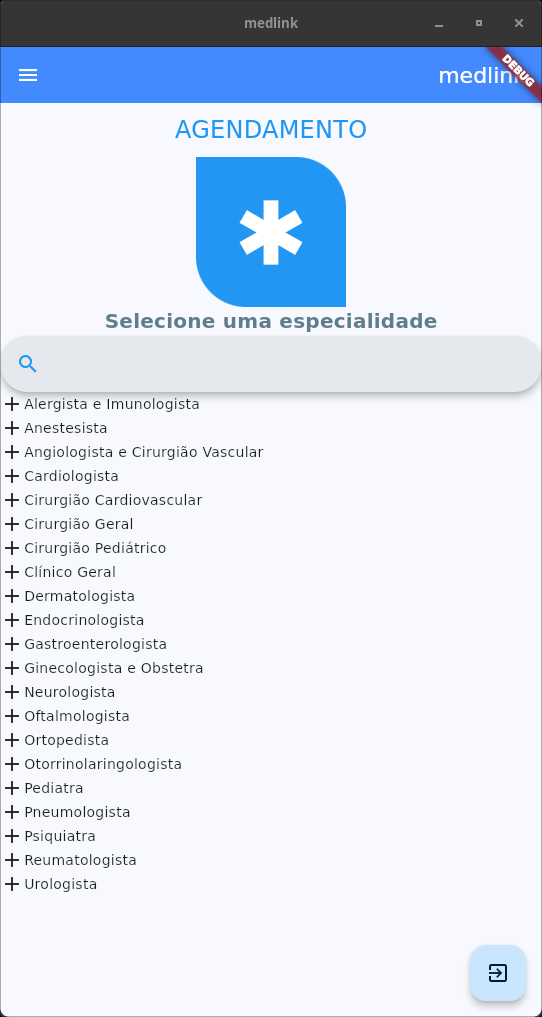 medlink
medlink
DEBUG
AGENDAMENTO
Selecione uma especialidade
Alergista e Imunologista
Anestesista
Angiologista e Cirurgião Vascular
Cardiologista
Cirurgião Cardiovascular
Cirurgião Geral
Cirurgião Pediátrico
Clínico Geral
Dermatologista
Endocrinologista
Gastroenterologista
Ginecologista e Obstetra
Neurologista
Oftalmologista
Ortopedista
Otorrinolaringologista
Pediatra
Pneumologista
Psiquiatra
Reumatologista
Urologista